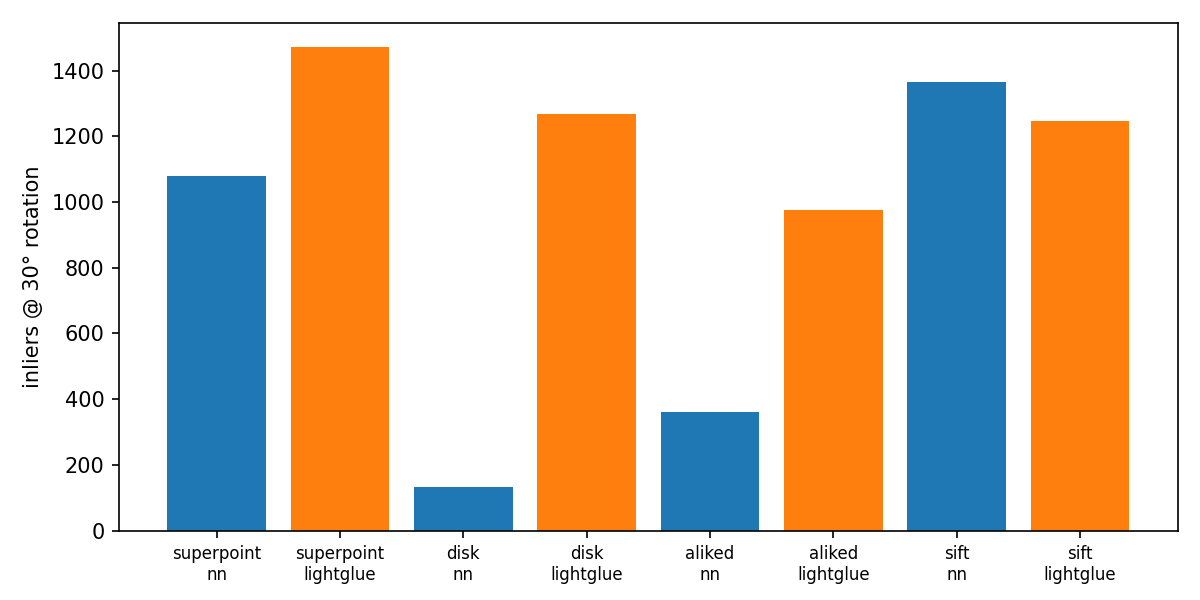 inliers @ 30° rotation
1400
1200
1000
800
600
400
200
0
superpoint
nn
superpoint
lightglue
disk
nn
disk
lightglue
aliked
nn
aliked
lightglue
sift
nn
sift
lightglue